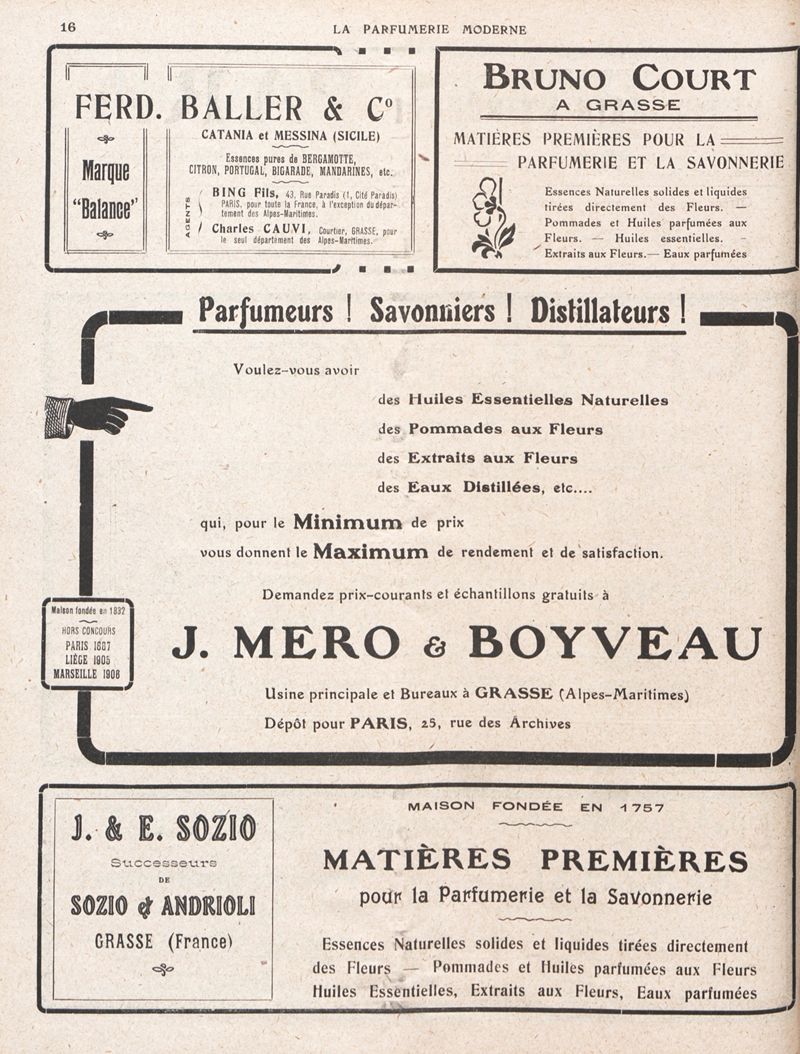 16
LA PARFUMERIE MODERNE
FERD. BALLER & Cº
Marque
"Balance"
CATANIA et MESSINA (SICILE)
Essences pures de BERGAMOTTE,
CITRON, PORTUGAL, BIGARADE, MANDARINES, etc.
AGENTS
BING Fils, 43, Rue Paradis (1, Cité Paradis)
PARIS, pour toute la France, à l'exception du dépar-
tement des Alpes-Maritimes.
Charles CAUVI, Courtier, GRASSE, pour
le seul département des Alpes-Maritimes.
BRUNO COURT
A GRASSE
MATIÈRES PREMIÈRES POUR LA
PARFUMERIE ET LA SAVONNERIE
Essences Naturelles solides et liquides
tirées directement des Fleurs. —
Pommades et Huiles parfumées aux
Fleurs. — Huiles essentielles. -
Extraits aux Fleurs. — Eaux parfumées
Parfumeurs ! Savonniers ! Distillateurs !
Voulez-vous avoir
des Huiles Essentielles Naturelles
des Pommades aux Fleurs
des Extraits aux Fleurs
des Eaux Distillées, etc....
qui, pour le Minimum de prix
vous donnent le Maximum de rendement et de satisfaction.
Demandez prix-courants et échantillons gratuits à
Maison fondée en 1832
HORS CONCOURS
PARIS 1897
LIÉGE 1905
MARSEILLE 1906
J. MERO & BOYVEAU
Usine principale et Bureaux à GRASSE (Alpes-Maritimes)
Dépôt pour PARIS, 25, rue des Archives
J. & E. SOZIO
Successeurs
DE
SOZIO & ANDRIOLI
GRASSE (France)
MAISON FONDÉE EN 1757
MATIÈRES PREMIÈRES
pour la Parfumerie et la Savonnerie
Essences Naturelles solides et liquides tirées directement
des Fleurs — Pommades et Huiles parfumées aux Fleurs
Huiles Essentielles, Extraits aux Fleurs, Eaux parfumées